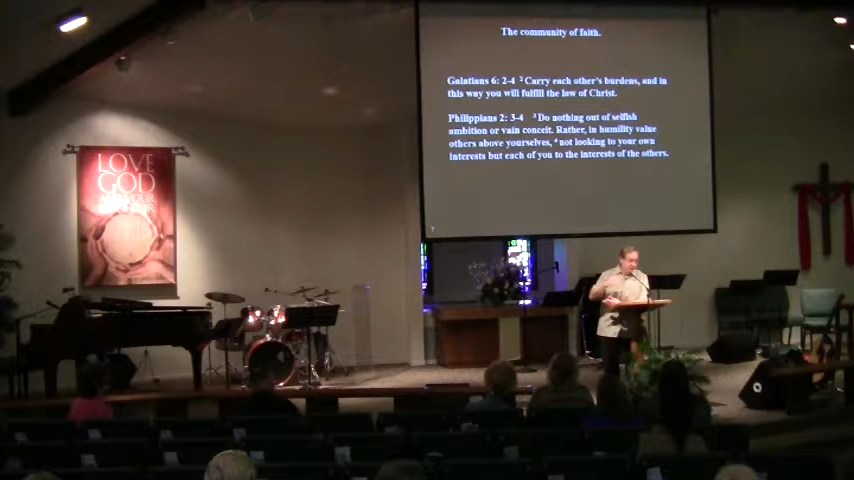 The community of faith.
Galatians 6: 2-4 ² Carry each other's burdens, and in
this way you will fulfill the law of Christ.
Philippians 2: 3-4 ³ Do nothing out of selfish
ambition or vain conceit. Rather, in humility value
others above yourselves, ⁴ not looking to your own
interests but each of you to the interests of the others.
LOVE
GOD